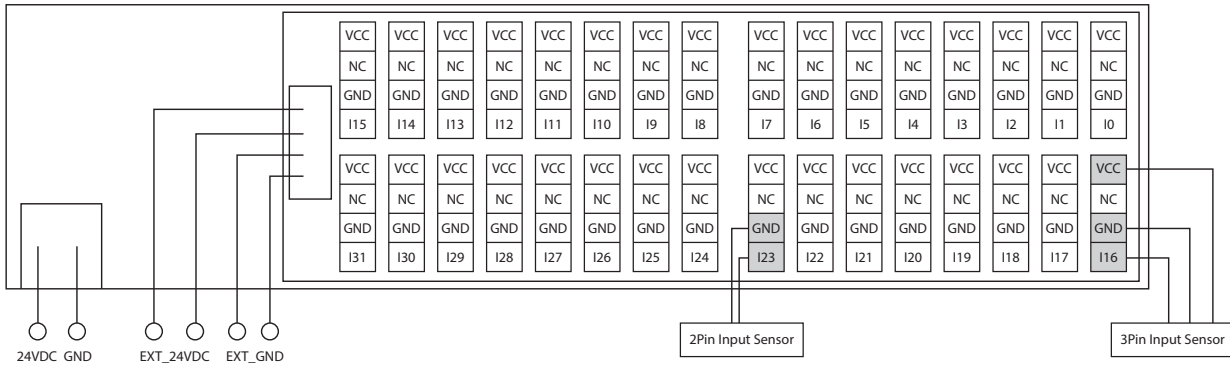 VCC VCC VCC VCC VCC VCC VCC VCC VCC VCC VCC VCC VCC VCC VCC VCC
NC NC NC NC NC NC NC NC NC NC NC NC NC NC NC NC
GND GND GND GND GND GND GND GND GND GND GND GND GND GND GND GND
I15 I14 I13 I12 I11 I10 I9 I8 I7 I6 I5 I4 I3 I2 I1 I0
VCC VCC VCC VCC VCC VCC VCC VCC VCC VCC VCC VCC VCC VCC VCC VCC
NC NC NC NC NC NC NC NC NC NC NC NC NC NC NC NC
GND GND GND GND GND GND GND GND GND GND GND GND GND GND GND GND
I31 I30 I29 I28 I27 I26 I25 I24 I23 I22 I21 I20 I19 I18 I17 I16
2Pin Input Sensor 3Pin Input Sensor
24VDC GND EXT_24VDC EXT_GND